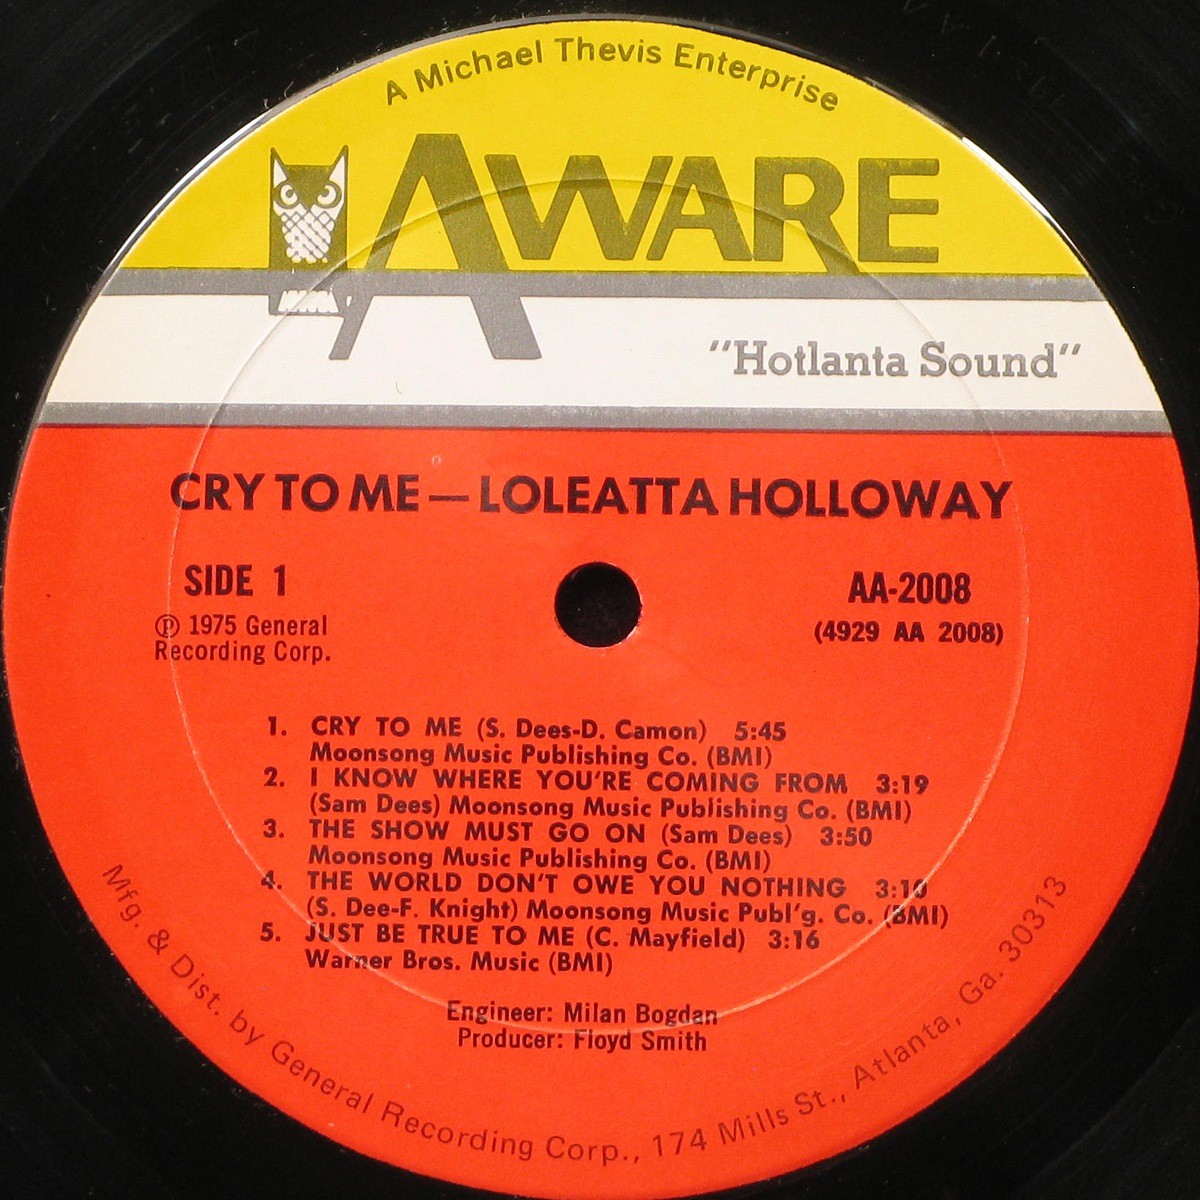 A Michael Thevis Enterprise
AWARE
"Hotlanta Sound"
CRY TO ME — LOLEATTA HOLLOWAY
SIDE 1
℗ 1975 General
Recording Corp.
AA-2008
(4929 AA 2008)
1. CRY TO ME (S. Dees-D. Camon) 5:45
Moonsong Music Publishing Co. (BMI)
2. I KNOW WHERE YOU'RE COMING FROM 3:19
(Sam Dees) Moonsong Music Publishing Co. (BMI)
3. THE SHOW MUST GO ON (Sam Dees) 3:50
Moonsong Music Publishing Co. (BMI)
4. THE WORLD DON'T OWE YOU NOTHING 3:10
(S. Dee-F. Knight) Moonsong Music Publ'g. Co. (BMI)
5. JUST BE TRUE TO ME (C. Mayfield) 3:16
Warner Bros. Music (BMI)
Engineer: Milan Bogdan
Producer: Floyd Smith
Mfg. & Dist. by General Recording Corp., 174 Mills St., Atlanta, Ga. 30313